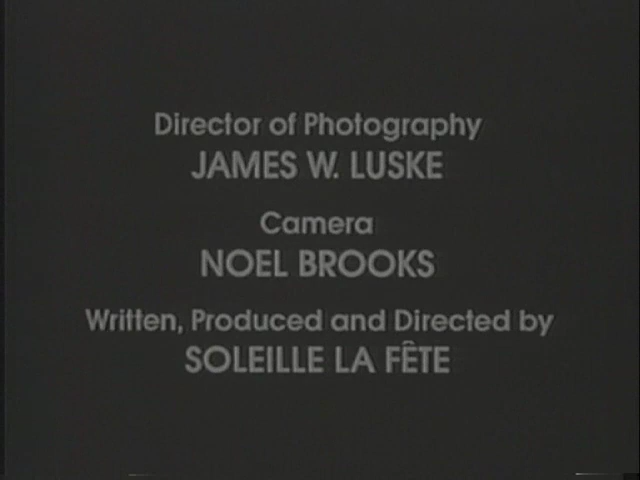 Director of Photography
JAMES W. LUSKE
Camera
NOEL BROOKS
Written, Produced and Directed by
SOLEILLE LA FÊTE